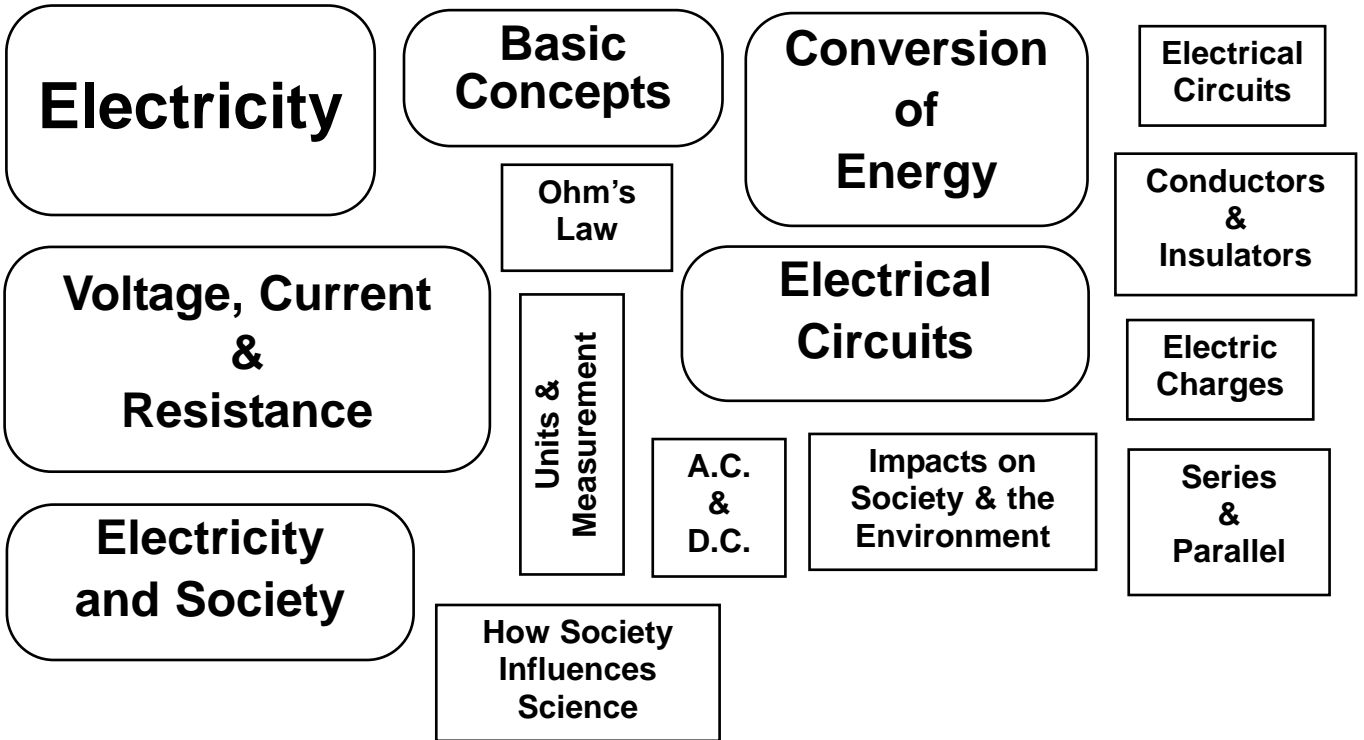 Electricity
Basic
Concepts
Conversion
of
Energy
Electrical
Circuits
Ohm’s
Law
Conductors
&
Insulators
Voltage, Current
&
Resistance
Units &
Measurement
Electrical
Circuits
Electric
Charges
A.C.
&
D.C.
Impacts on
Society & the
Environment
Series
&
Parallel
Electricity
and Society
How Society
Influences
Science